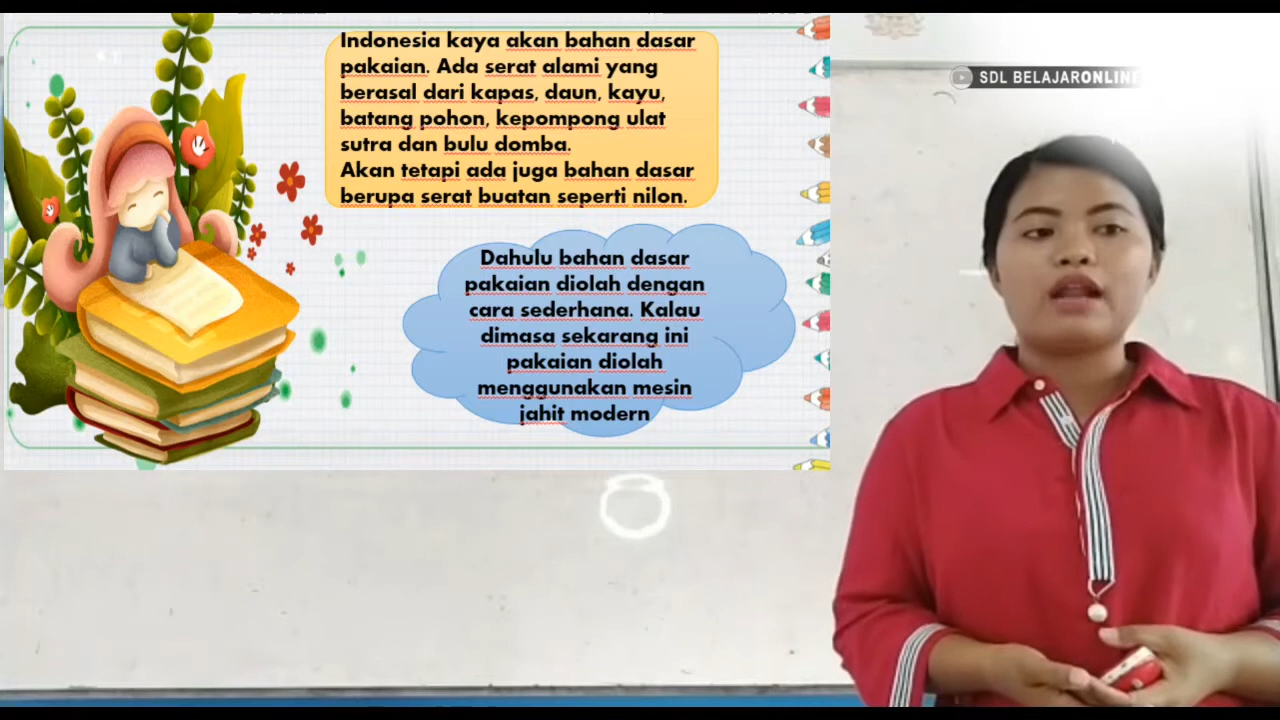 Indonesia kaya akan bahan dasar
pakaian. Ada serat alami yang
berasal dari kapas, daun, kayu,
batang pohon, kepompong ulat
sutra dan bulu domba.
Akan tetapi ada juga bahan dasar
berupa serat buatan seperti nilon.
Dahulu bahan dasar
pakaian diolah dengan
cara sederhana. Kalau
dimasa sekarang ini
pakaian diolah
menggunakan mesin
jahit modern
SDL BELAJARONLINE